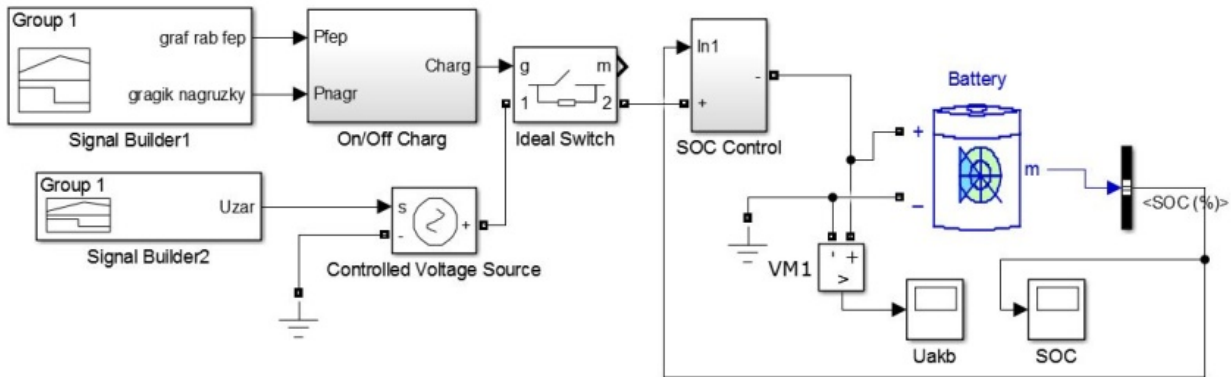 Group 1
graf rab fep
gragik nagruzky
Signal Builder1
Pfep
Pnagr
Charg
On/Off Charg
g
m
1
2
Ideal Switch
In1
-
+
SOC Control
Battery
+
m
–
<SOC (%)>
Group 1
Uzar
Signal Builder2
s
-
+
Controlled Voltage Source
- +
v
VM1
Uakb
SOC